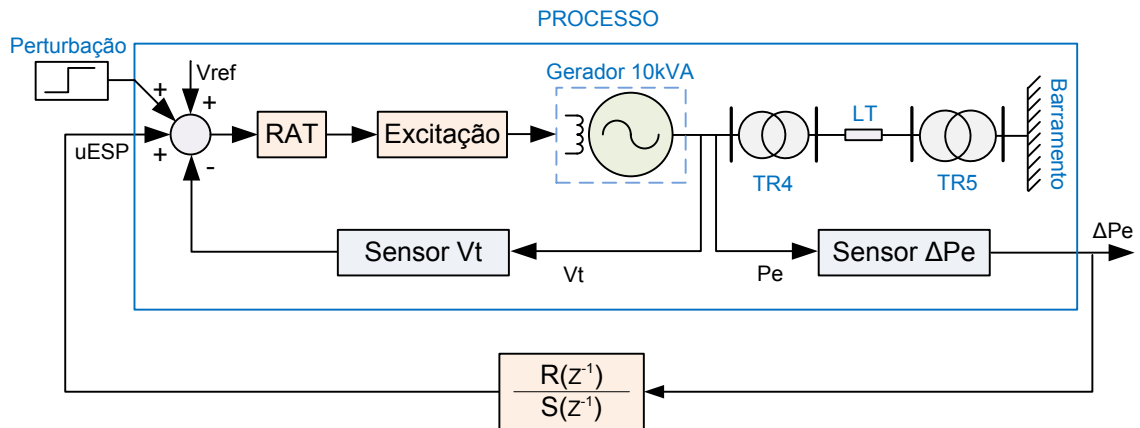 PROCESSO
Perturbação
Vref
+
+
+
-
uESP
RAT
Excitação
Gerador 10kVA
TR4
LT
TR5
Barramento
Sensor Vt
Vt
Pe
Sensor ΔPe
ΔPe
R(z⁻¹)
S(z⁻¹)